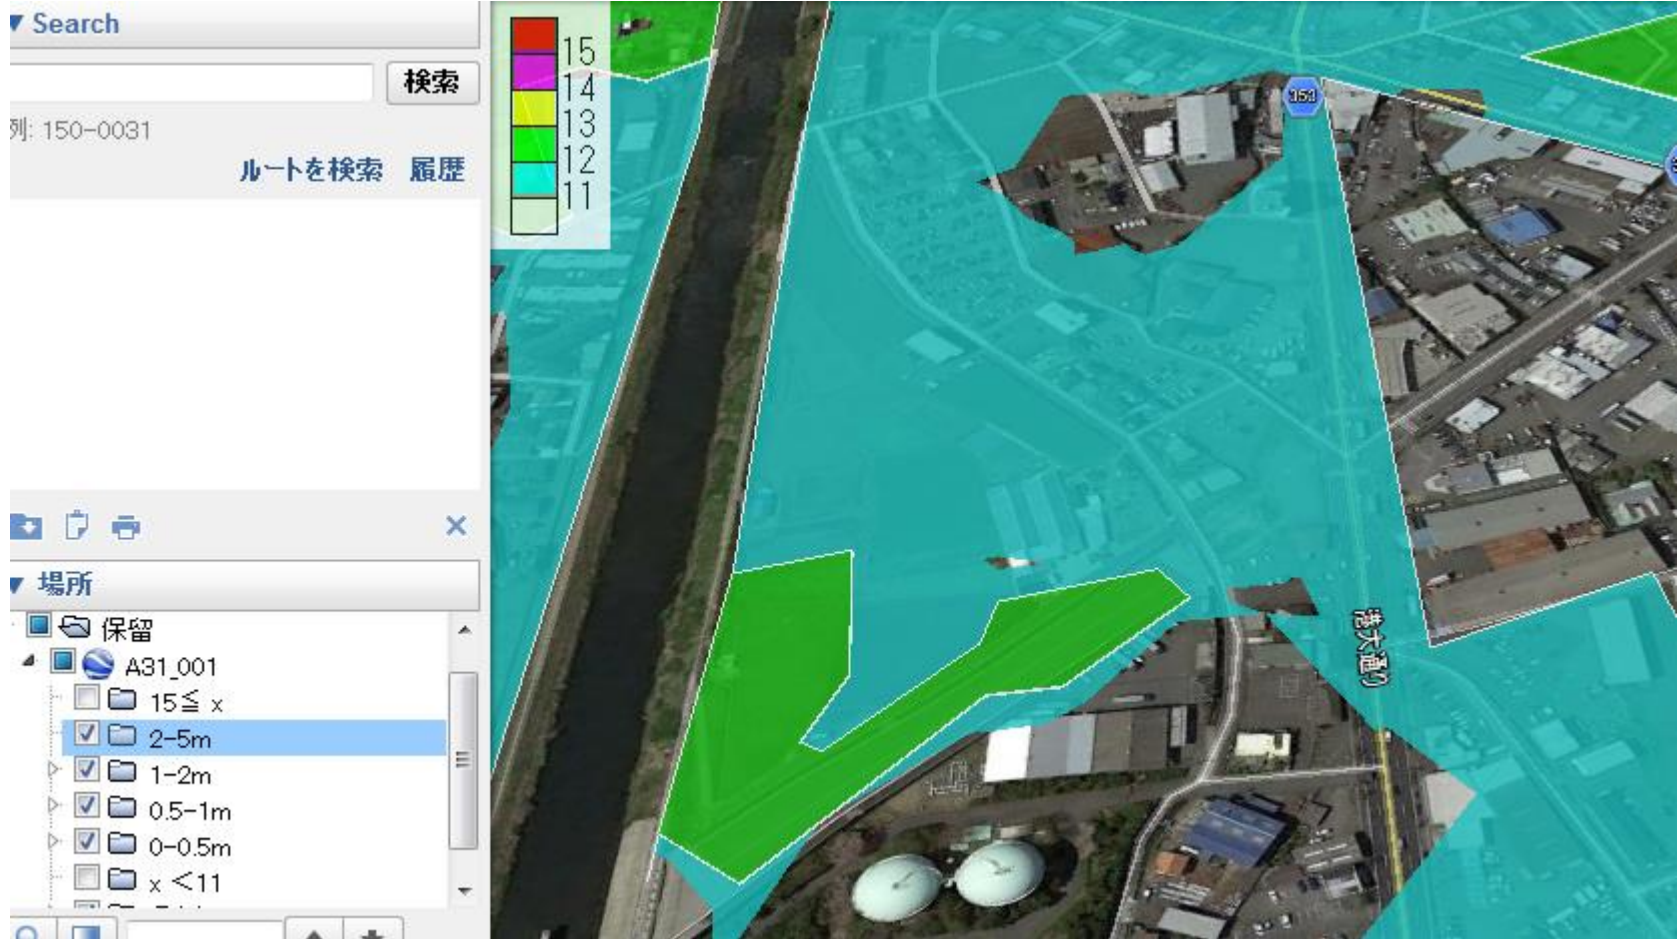 Search
検索
例: 150-0031
ルートを検索 履歴
場所
保留
A31_001
15≦ x
2-5m
1-2m
0.5-1m
0-0.5m
x <11
15
14
13
12
11
353
港大通り